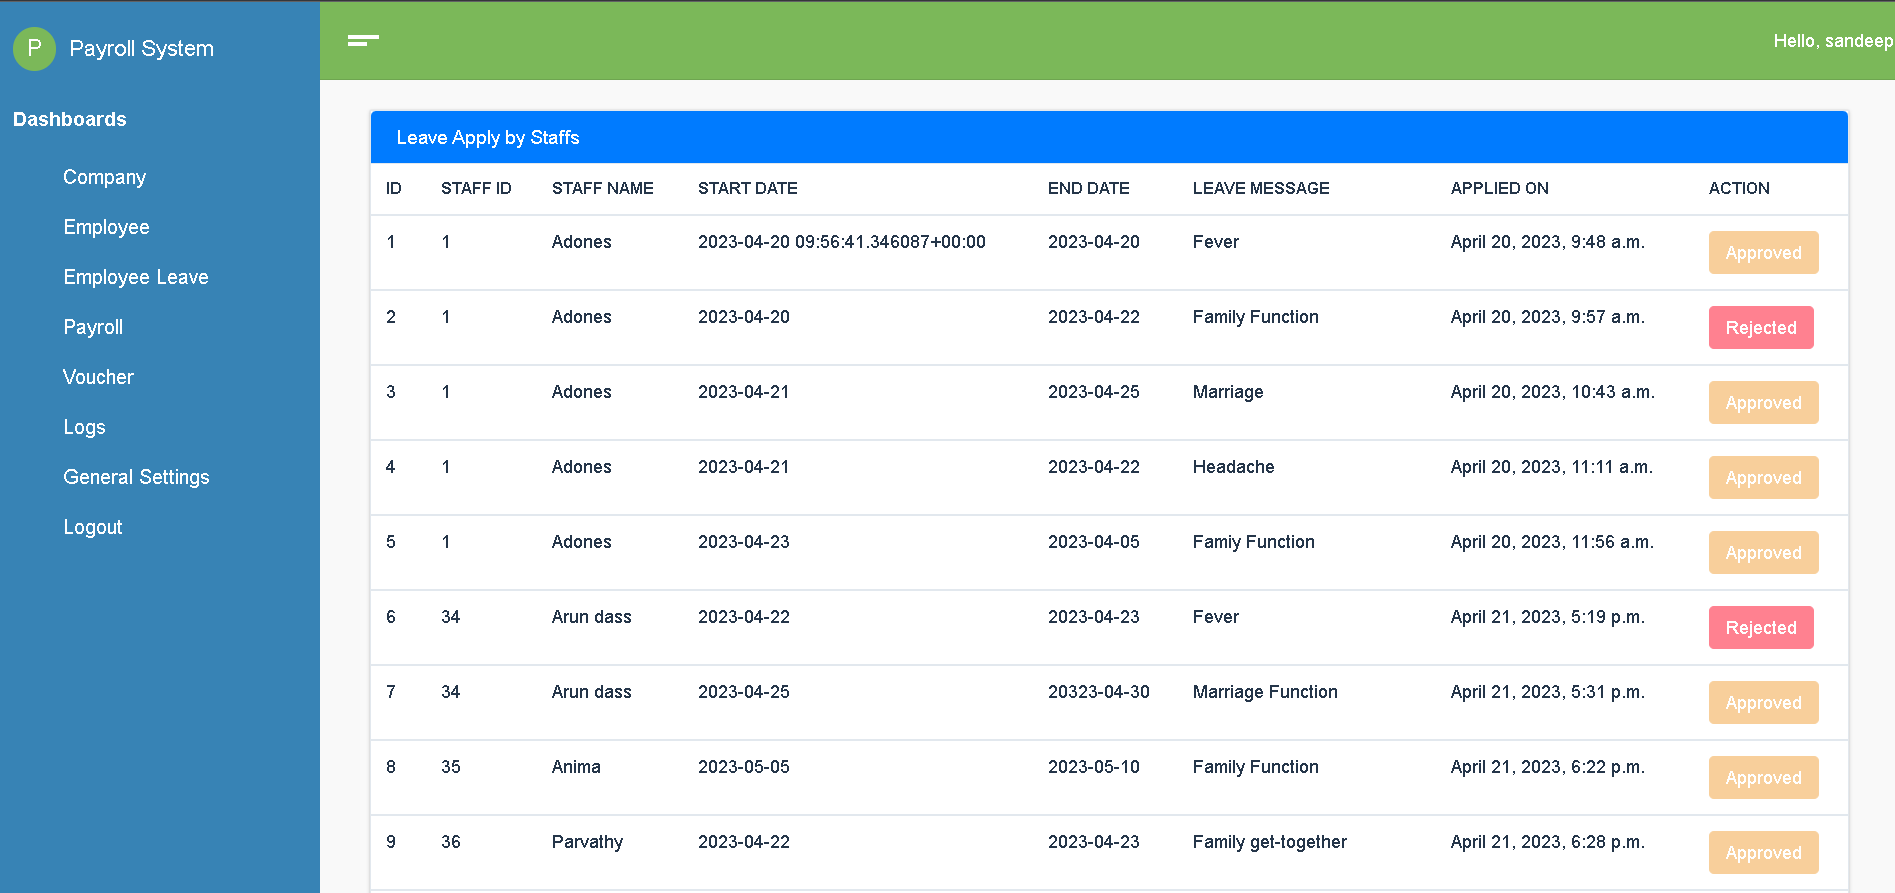 P Payroll System
Hello, sandeep
Dashboards
Company
Employee
Employee Leave
Payroll
Voucher
Logs
General Settings
Logout
Leave Apply by Staffs
ID STAFF ID STAFF NAME START DATE END DATE LEAVE MESSAGE APPLIED ON ACTION
1 1 Adones 2023-04-20 09:56:41.346087+00:00 2023-04-20 Fever April 20, 2023, 9:48 a.m. Approved
2 1 Adones 2023-04-20 2023-04-22 Family Function April 20, 2023, 9:57 a.m. Rejected
3 1 Adones 2023-04-21 2023-04-25 Marriage April 20, 2023, 10:43 a.m. Approved
4 1 Adones 2023-04-21 2023-04-22 Headache April 20, 2023, 11:11 a.m. Approved
5 1 Adones 2023-04-23 2023-04-05 Famiy Function April 20, 2023, 11:56 a.m. Approved
6 34 Arun dass 2023-04-22 2023-04-23 Fever April 21, 2023, 5:19 p.m. Rejected
7 34 Arun dass 2023-04-25 20323-04-30 Marriage Function April 21, 2023, 5:31 p.m. Approved
8 35 Anima 2023-05-05 2023-05-10 Family Function April 21, 2023, 6:22 p.m. Approved
9 36 Parvathy 2023-04-22 2023-04-23 Family get-together April 21, 2023, 6:28 p.m. Approved